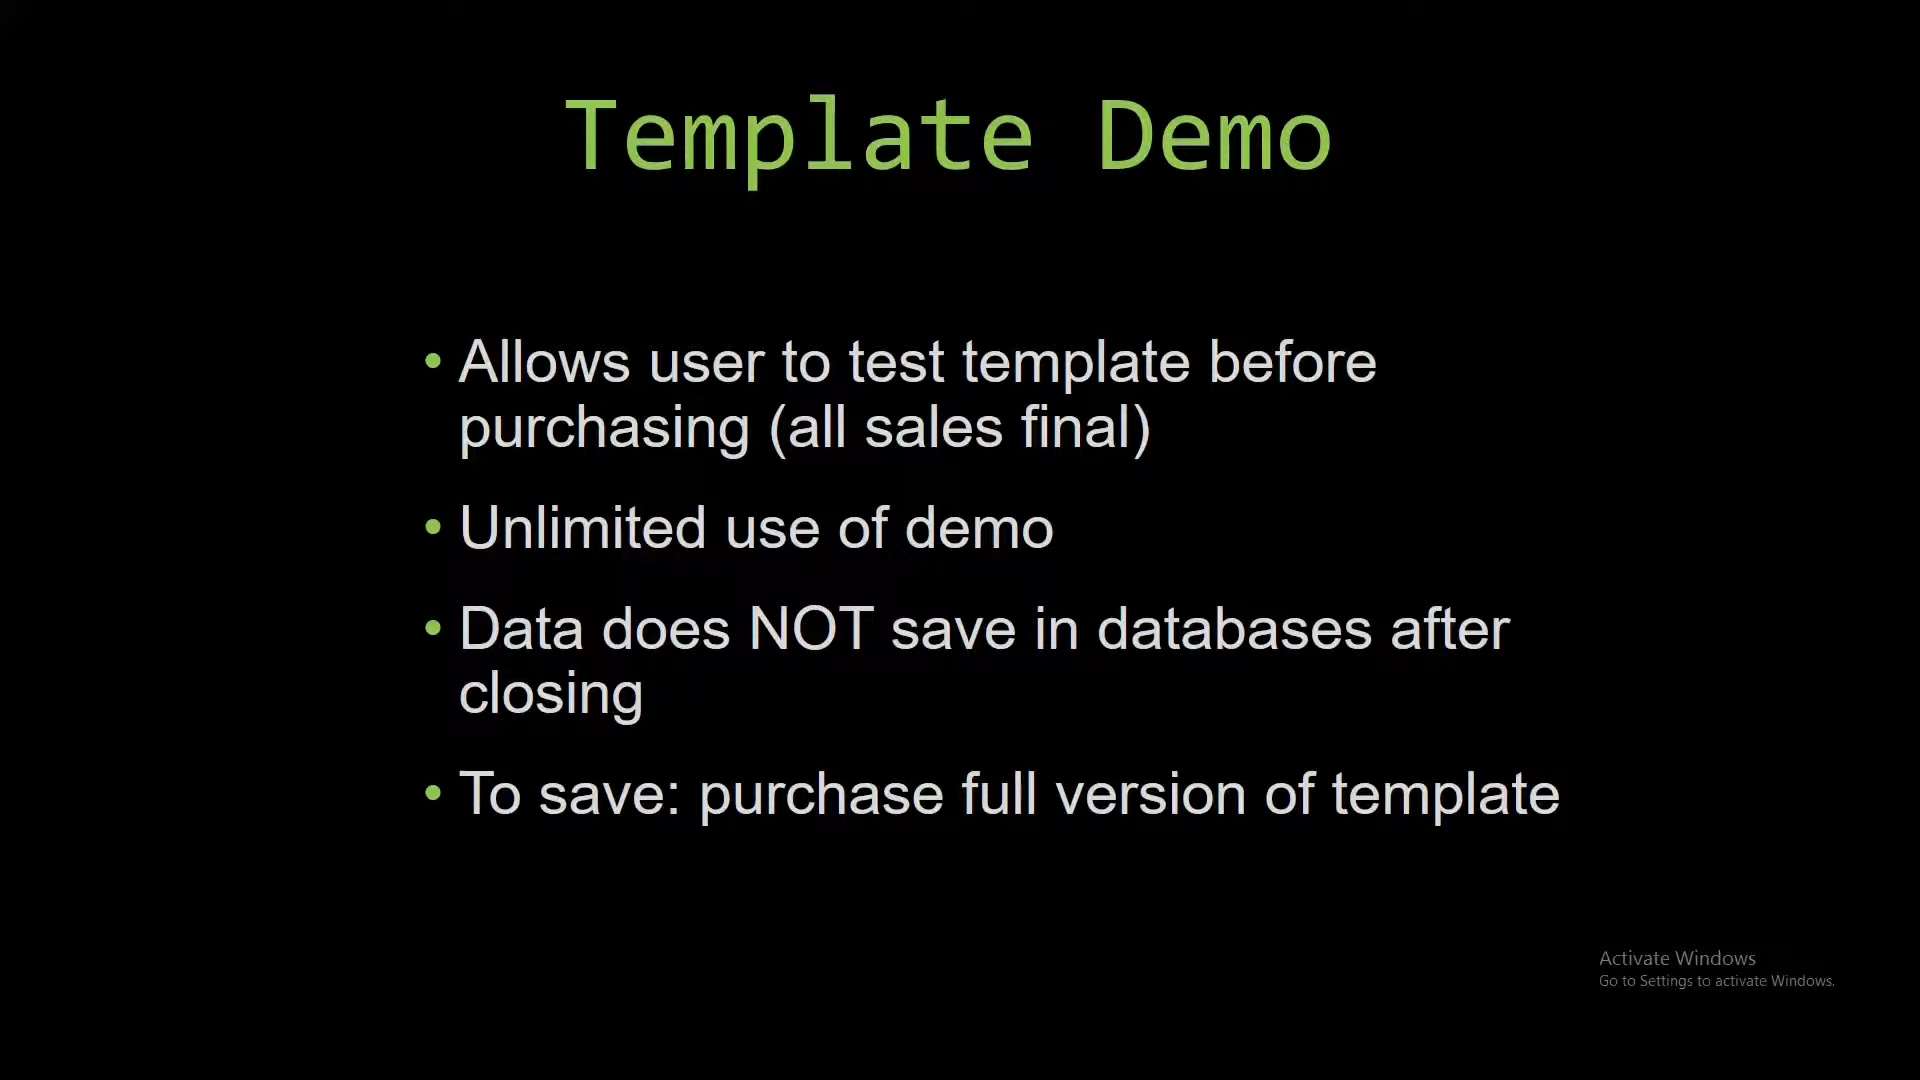 Template Demo
• Allows user to test template before
purchasing (all sales final)
• Unlimited use of demo
• Data does NOT save in databases after
closing
• To save: purchase full version of template
Activate Windows
Go to Settings to activate Windows.